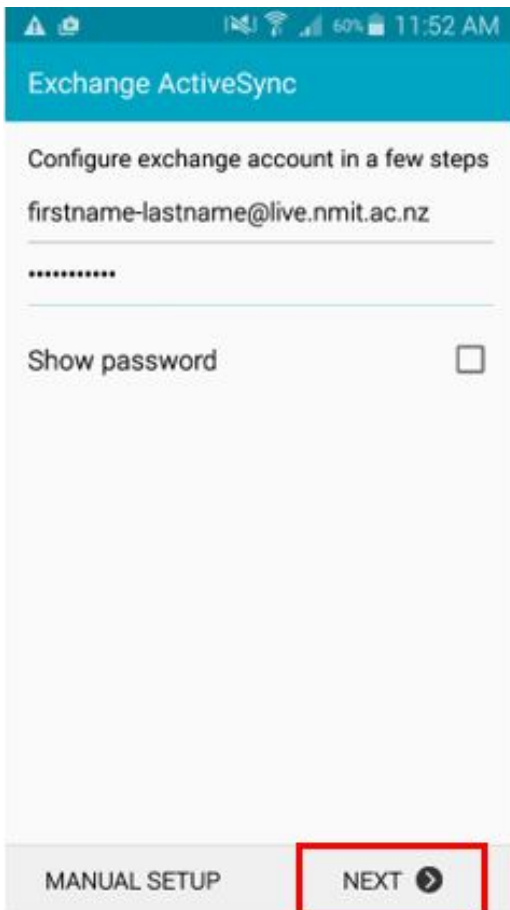 60% 11:52 AM
Exchange ActiveSync
Configure exchange account in a few steps
firstname-lastname@live.nmit.ac.nz
•••••••••••
Show password
MANUAL SETUP NEXT